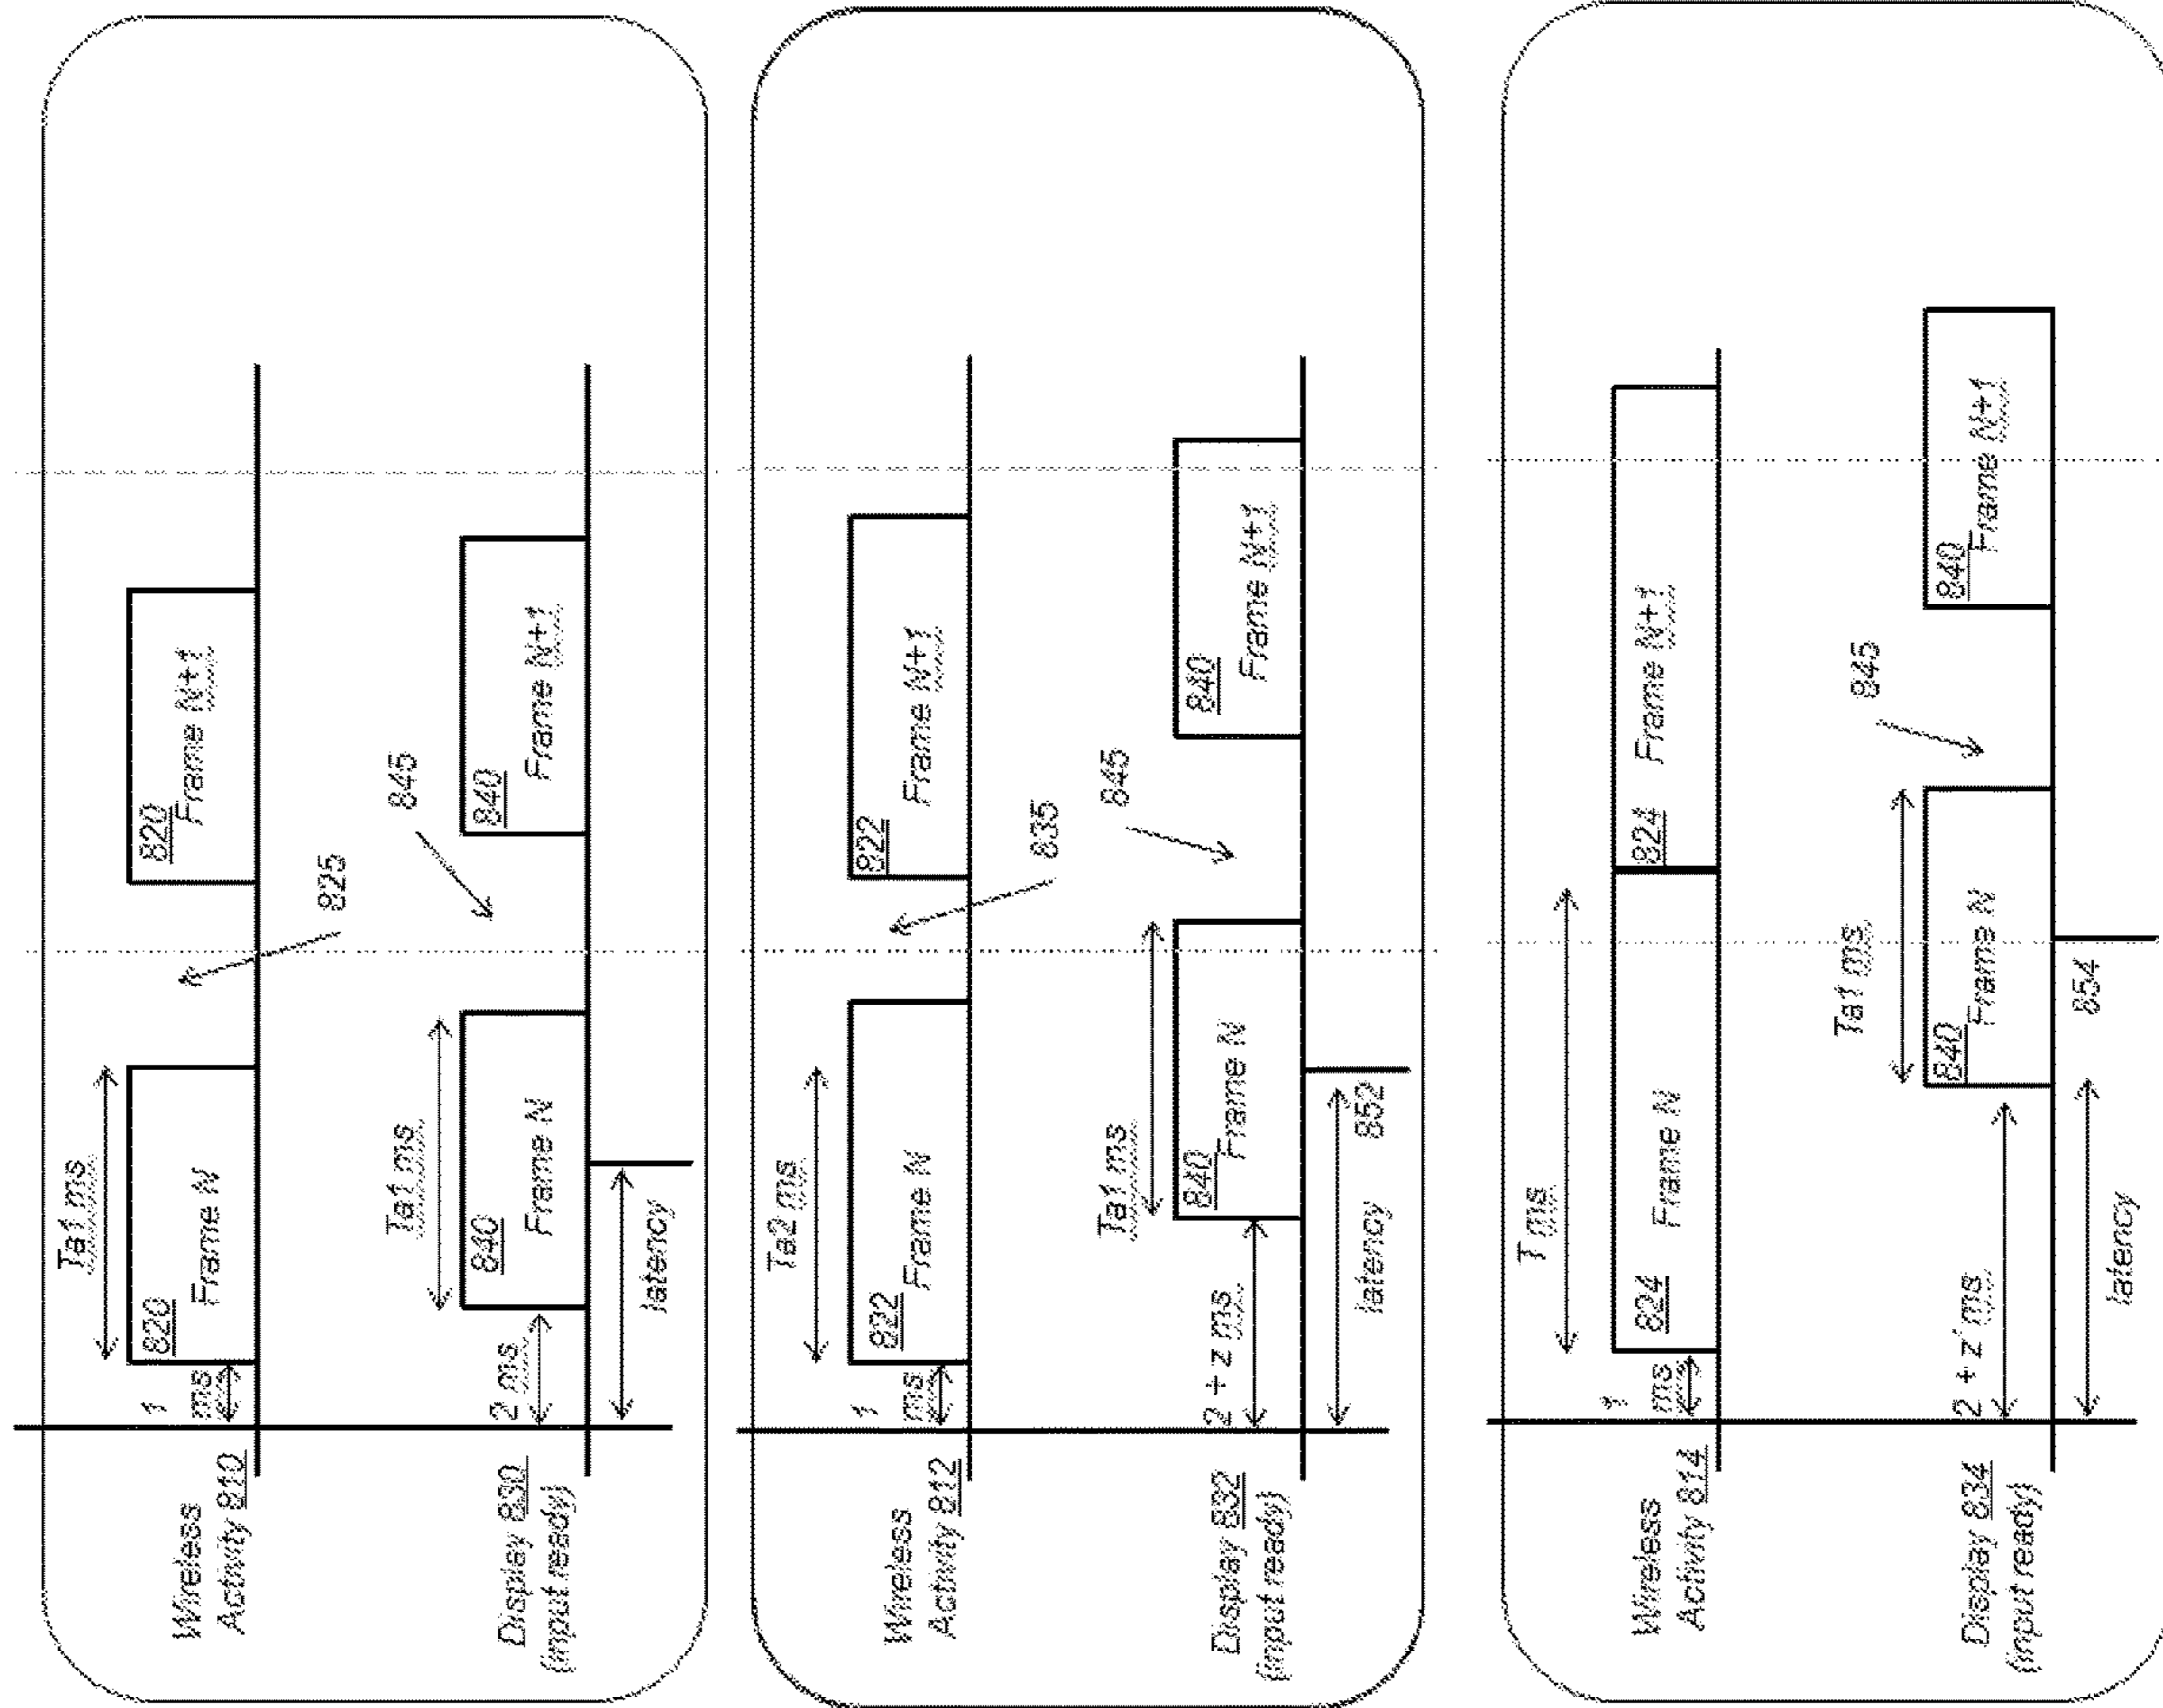 Ta1 ms
1
ms
820
Frame N
820
Frame N+1
825
Wireless
Activity 810
Ta1 ms
845
2 ms
840
Frame N
840
Frame N+1
Display 830
(input ready)
latency
Ta2 ms
1
ms
822
Frame N
822
Frame N+1
835
Wireless
Activity 812
845
Ta1 ms
2 + z ms
840
Frame N
840
Frame N+1
Display 832
(input ready)
latency
852
T ms
1
ms
824
Frame N
824
Frame N+1
Wireless
Activity 814
845
Ta1 ms
2 + z' ms
840
Frame N
840
Frame N+1
Display 834
(input ready)
latency
854